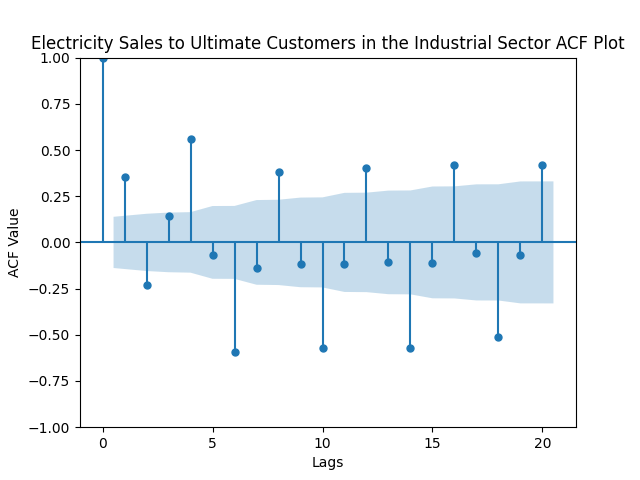 Electricity Sales to Ultimate Customers in the Industrial Sector ACF Plot
1.00
0.75
0.50
0.25
0.00
−0.25
−0.50
−0.75
−1.00
ACF Value
0 5 10 15 20
Lags